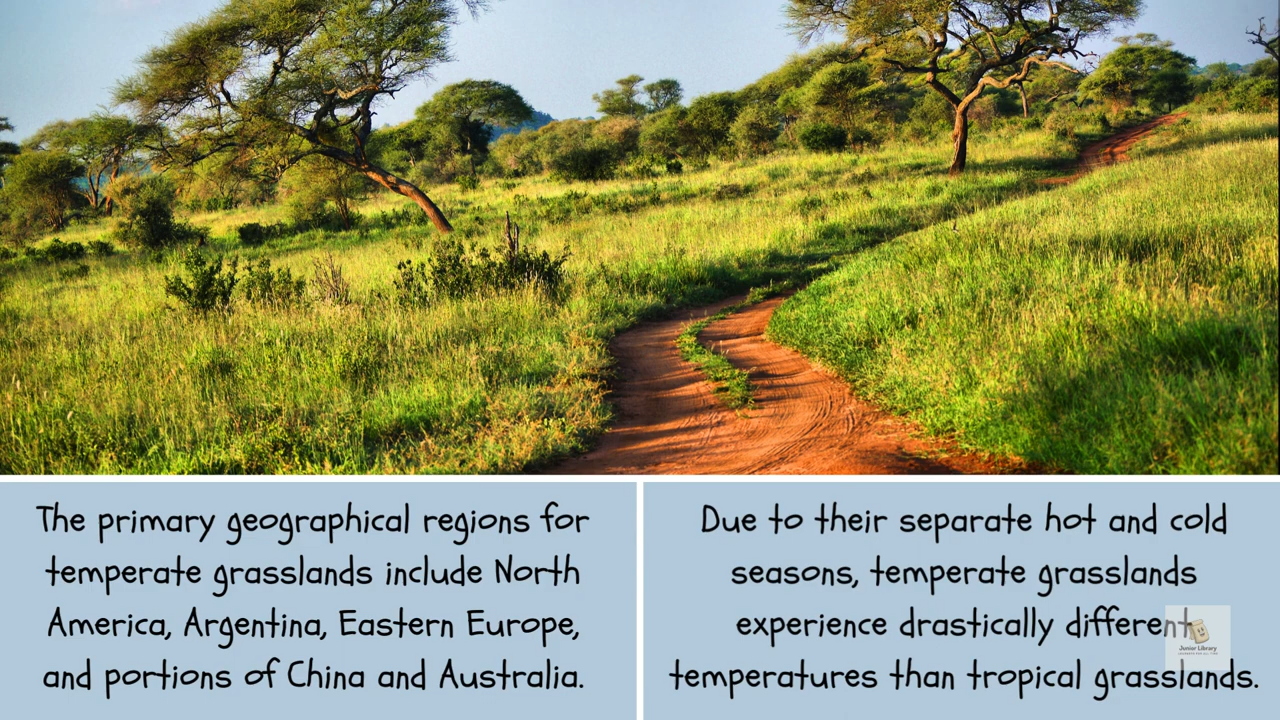 The primary geographical regions for
temperate grasslands include North
America, Argentina, Eastern Europe,
and portions of China and Australia.
Due to their separate hot and cold
seasons, temperate grasslands
experience drastically different
temperatures than tropical grasslands.
Junior Library